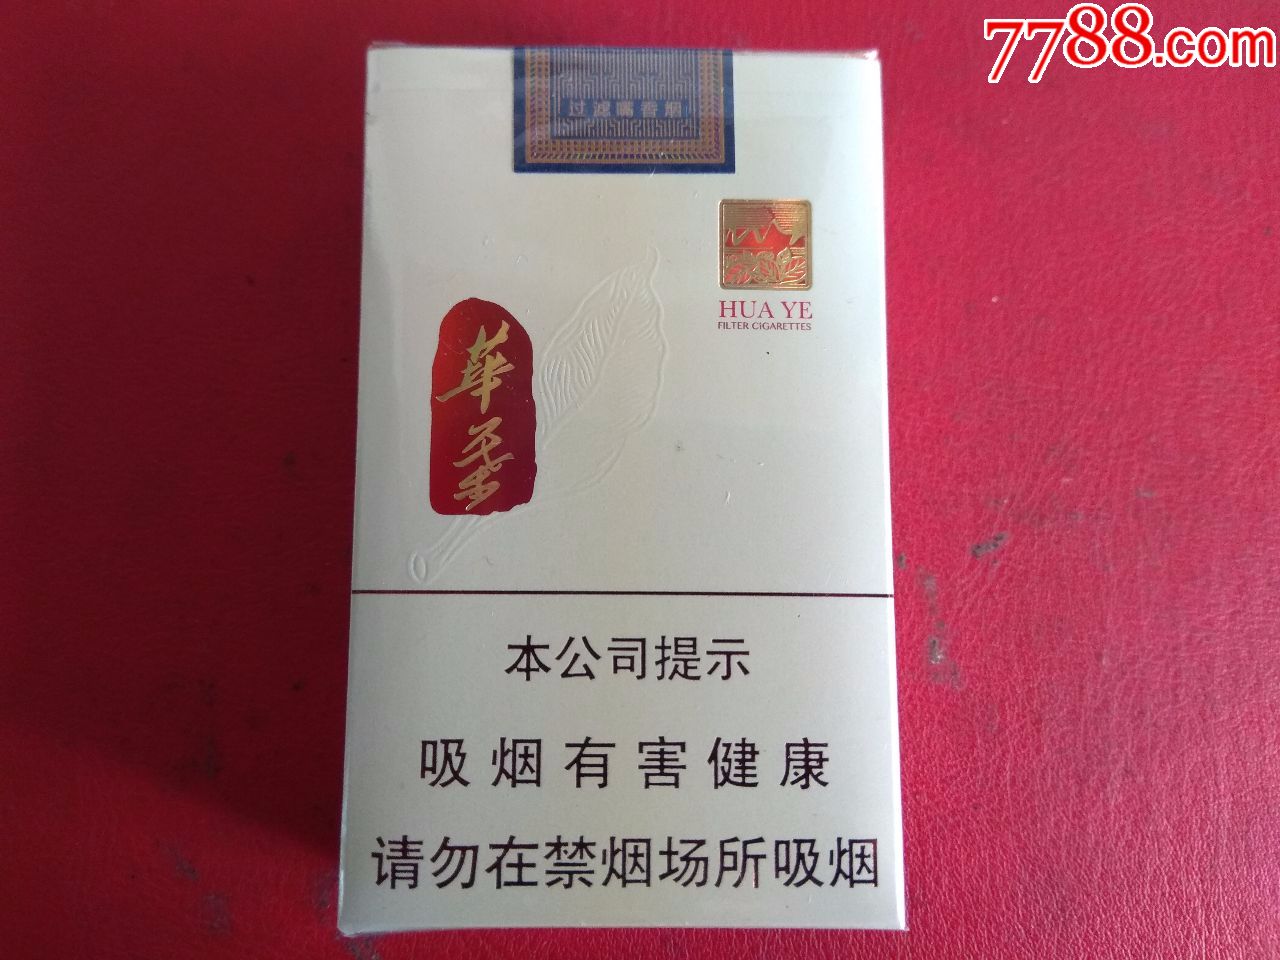 7788.com
过滤嘴香烟
HUA YE
FILTER CIGARETTES
華
葉
本公司提示
吸烟有害健康
请勿在禁烟场所吸烟